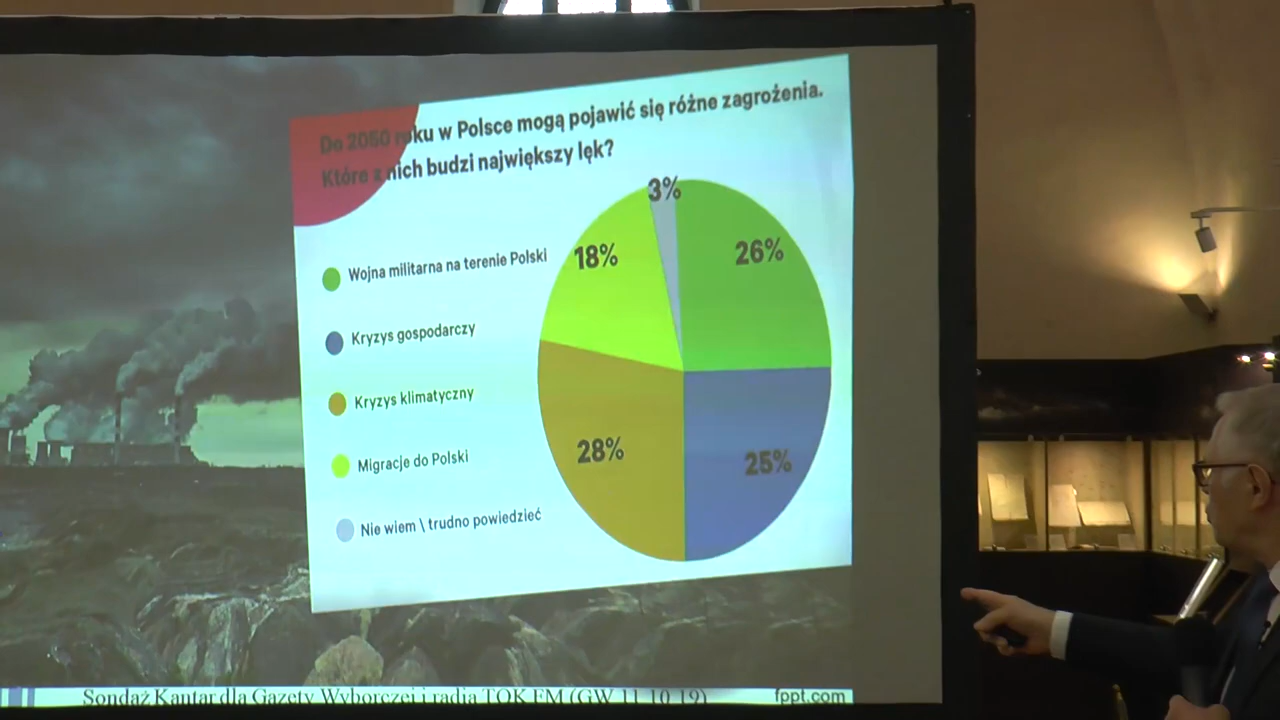 Do 2050 roku w Polsce mogą pojawić się różne zagrożenia.
Które z nich budzi największy lęk?
3%
18%
26%
Wojna militarna na terenie Polski
Kryzys gospodarczy
Kryzys klimatyczny
28%
25%
Migracje do Polski
Nie wiem \ trudno powiedzieć
Sondaż Kantar dla Gazety Wyborczej i radia TOK FM (GW 11.10.19)
fppt.com